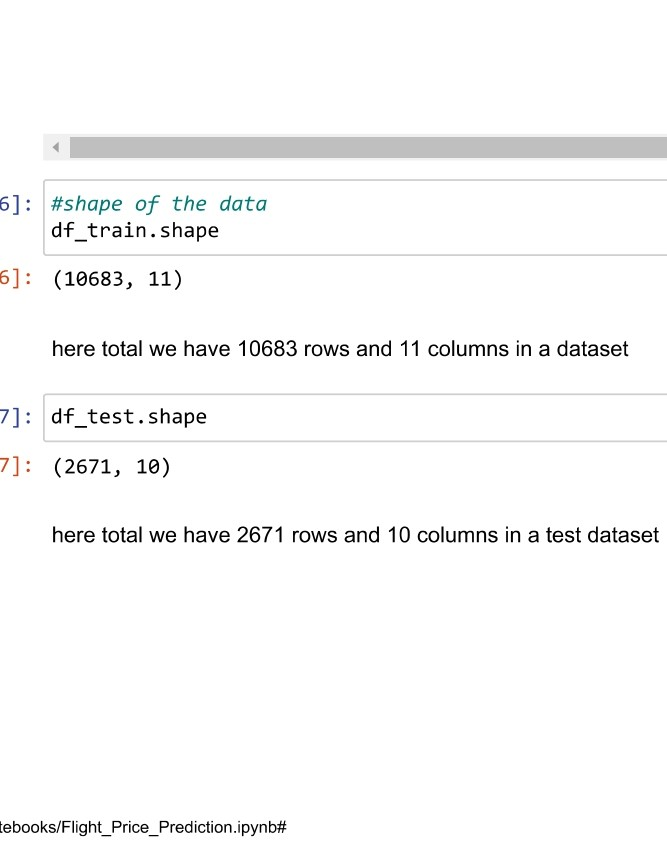 6]: #shape of the data
df_train.shape
6]: (10683, 11)
here total we have 10683 rows and 11 columns in a dataset
7]: df_test.shape
7]: (2671, 10)
here total we have 2671 rows and 10 columns in a test dataset
tebooks/Flight_Price_Prediction.ipynb#